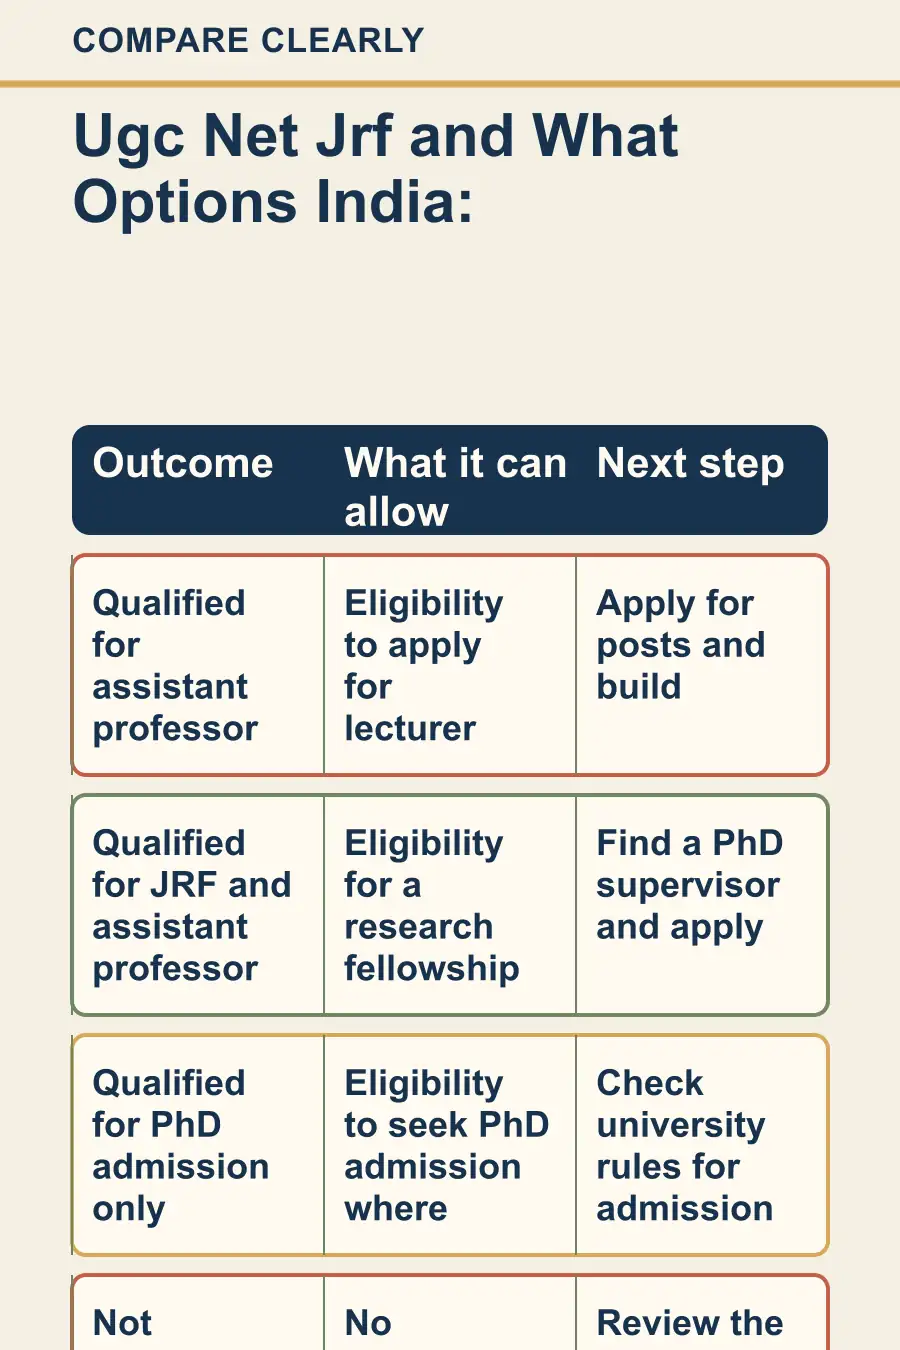 COMPARE CLEARLY
Ugc Net Jrf and What
Options India:
Outcome
What it can
allow
Next step
Qualified
for
assistant
professor
Eligibility
to apply
for
lecturer
Apply for
posts and
build
Qualified
for JRF and
assistant
professor
Eligibility
for a
research
fellowship
Find a PhD
supervisor
and apply
Qualified
for PhD
admission
only
Eligibility
to seek PhD
admission
where
Check
university
rules for
admission
Not
No
Review the